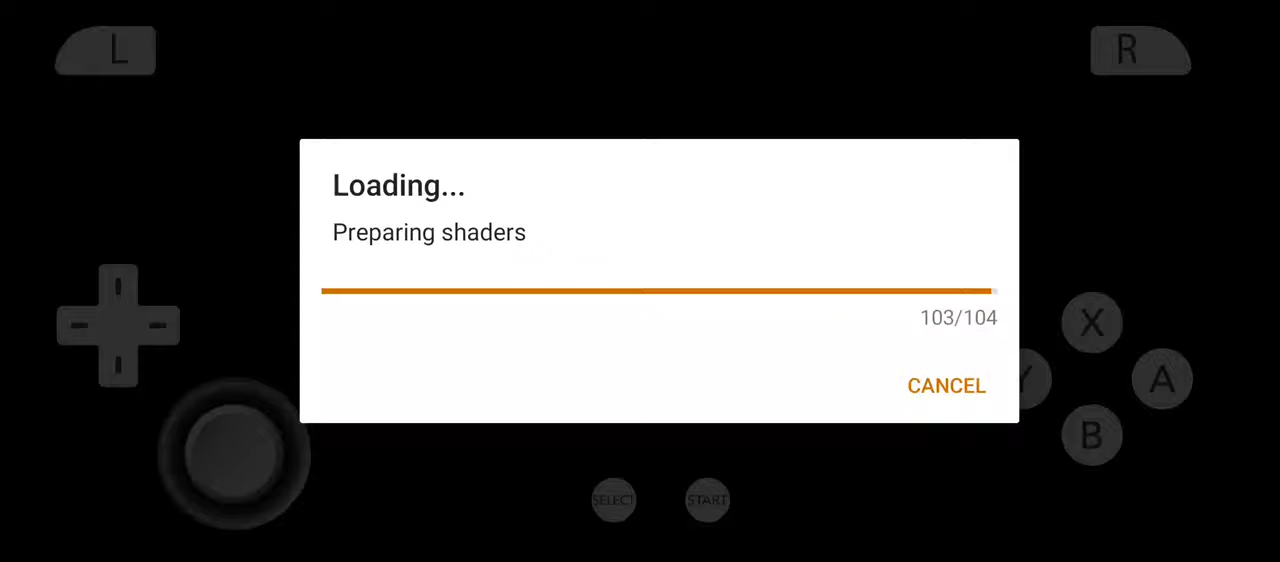 L
R
Loading...
Preparing shaders
103/104
CANCEL
X
Y
A
B
SELECT
START